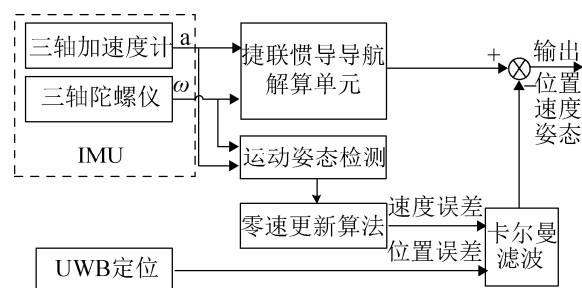 三轴加速度计
a
三轴陀螺仪
ω
IMU
捷联惯导导航
解算单元
运动姿态检测
零速更新算法
速度误差
位置误差
UWB定位
卡尔曼
滤波
+
−
输出
位置
速度
姿态